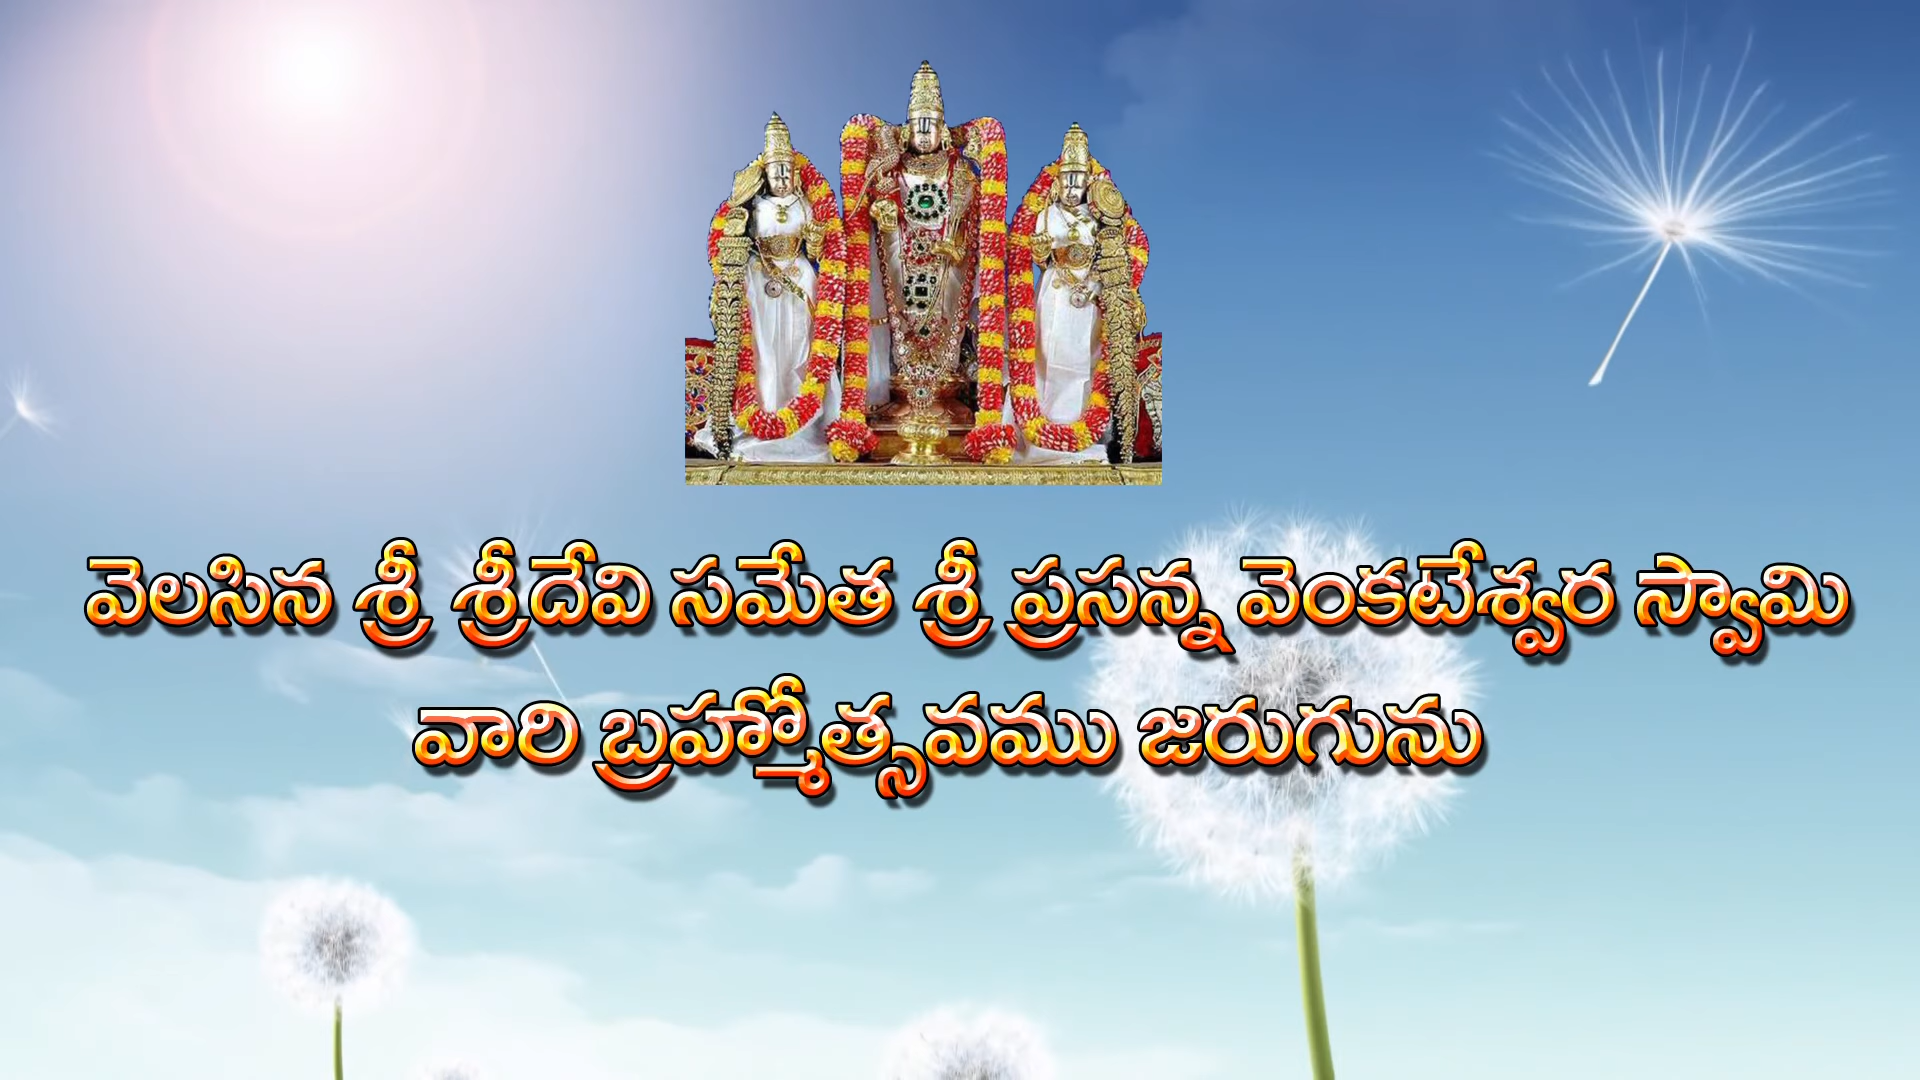 వెలసిన శ్రీ శ్రీదేవి సమేత శ్రీ ప్రసన్న వెంకటేశ్వర స్వామి
వారి బ్రహ్మోత్సవము జరుగును